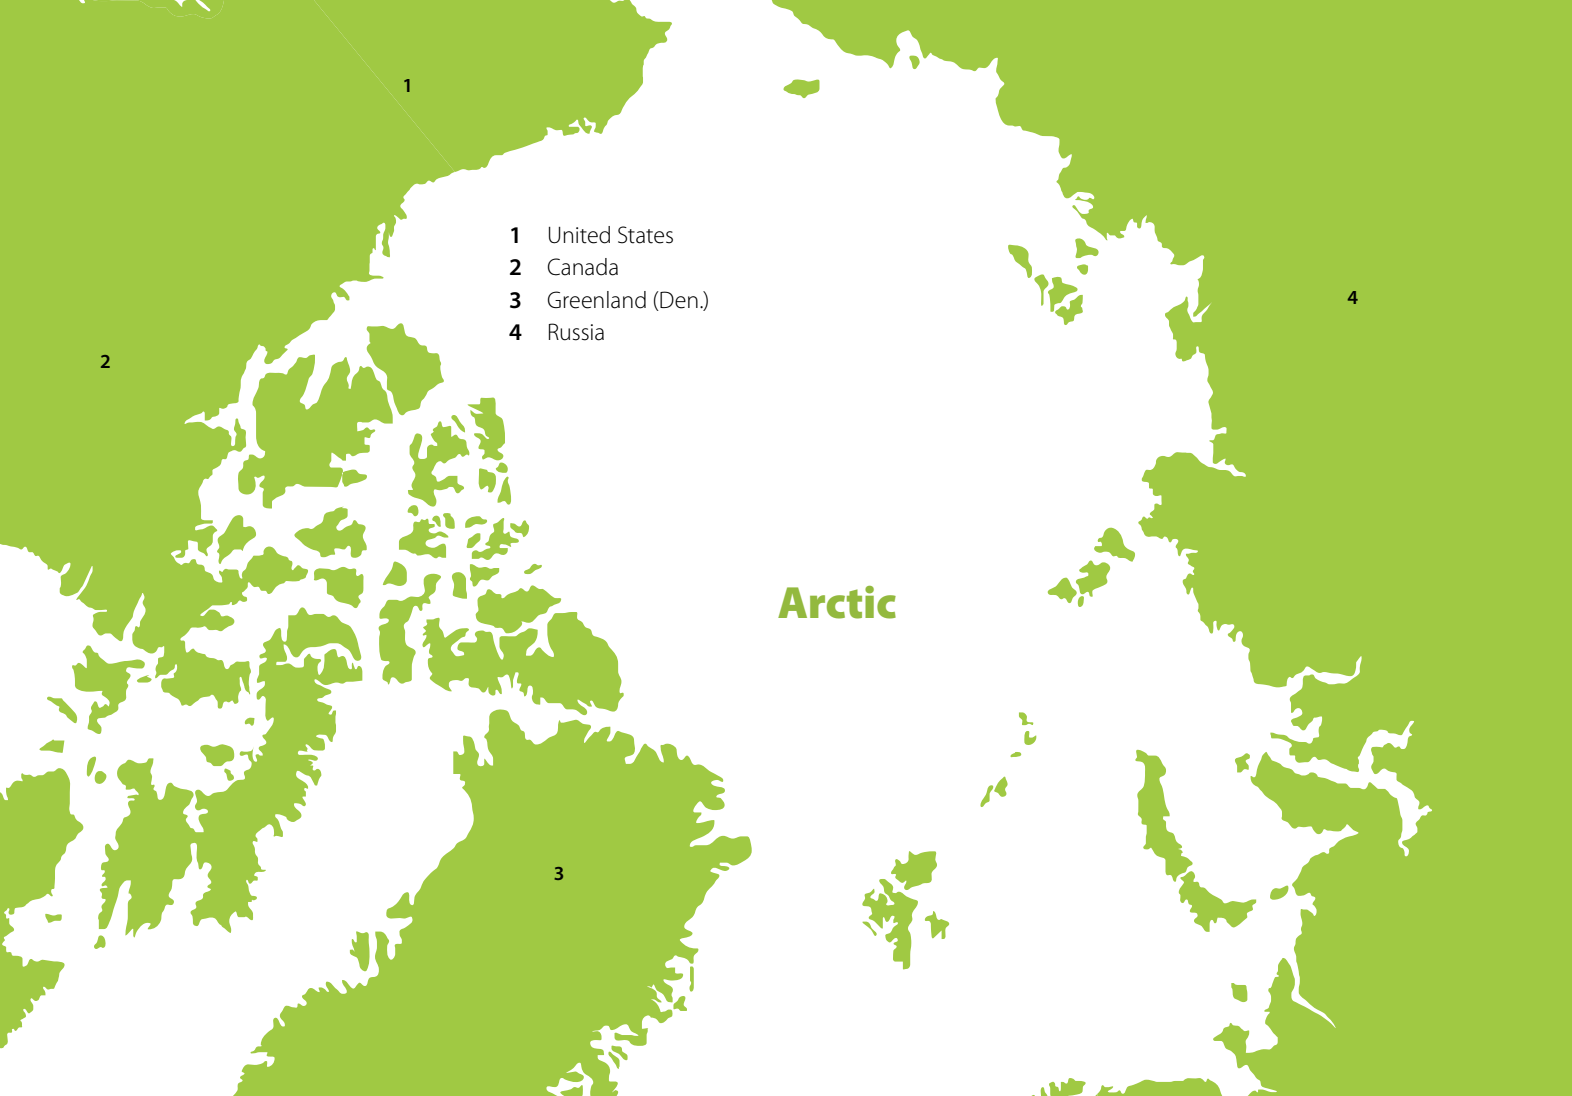 1
1 United States
2 Canada
3 Greenland (Den.)
4 Russia
4
2
Arctic
3